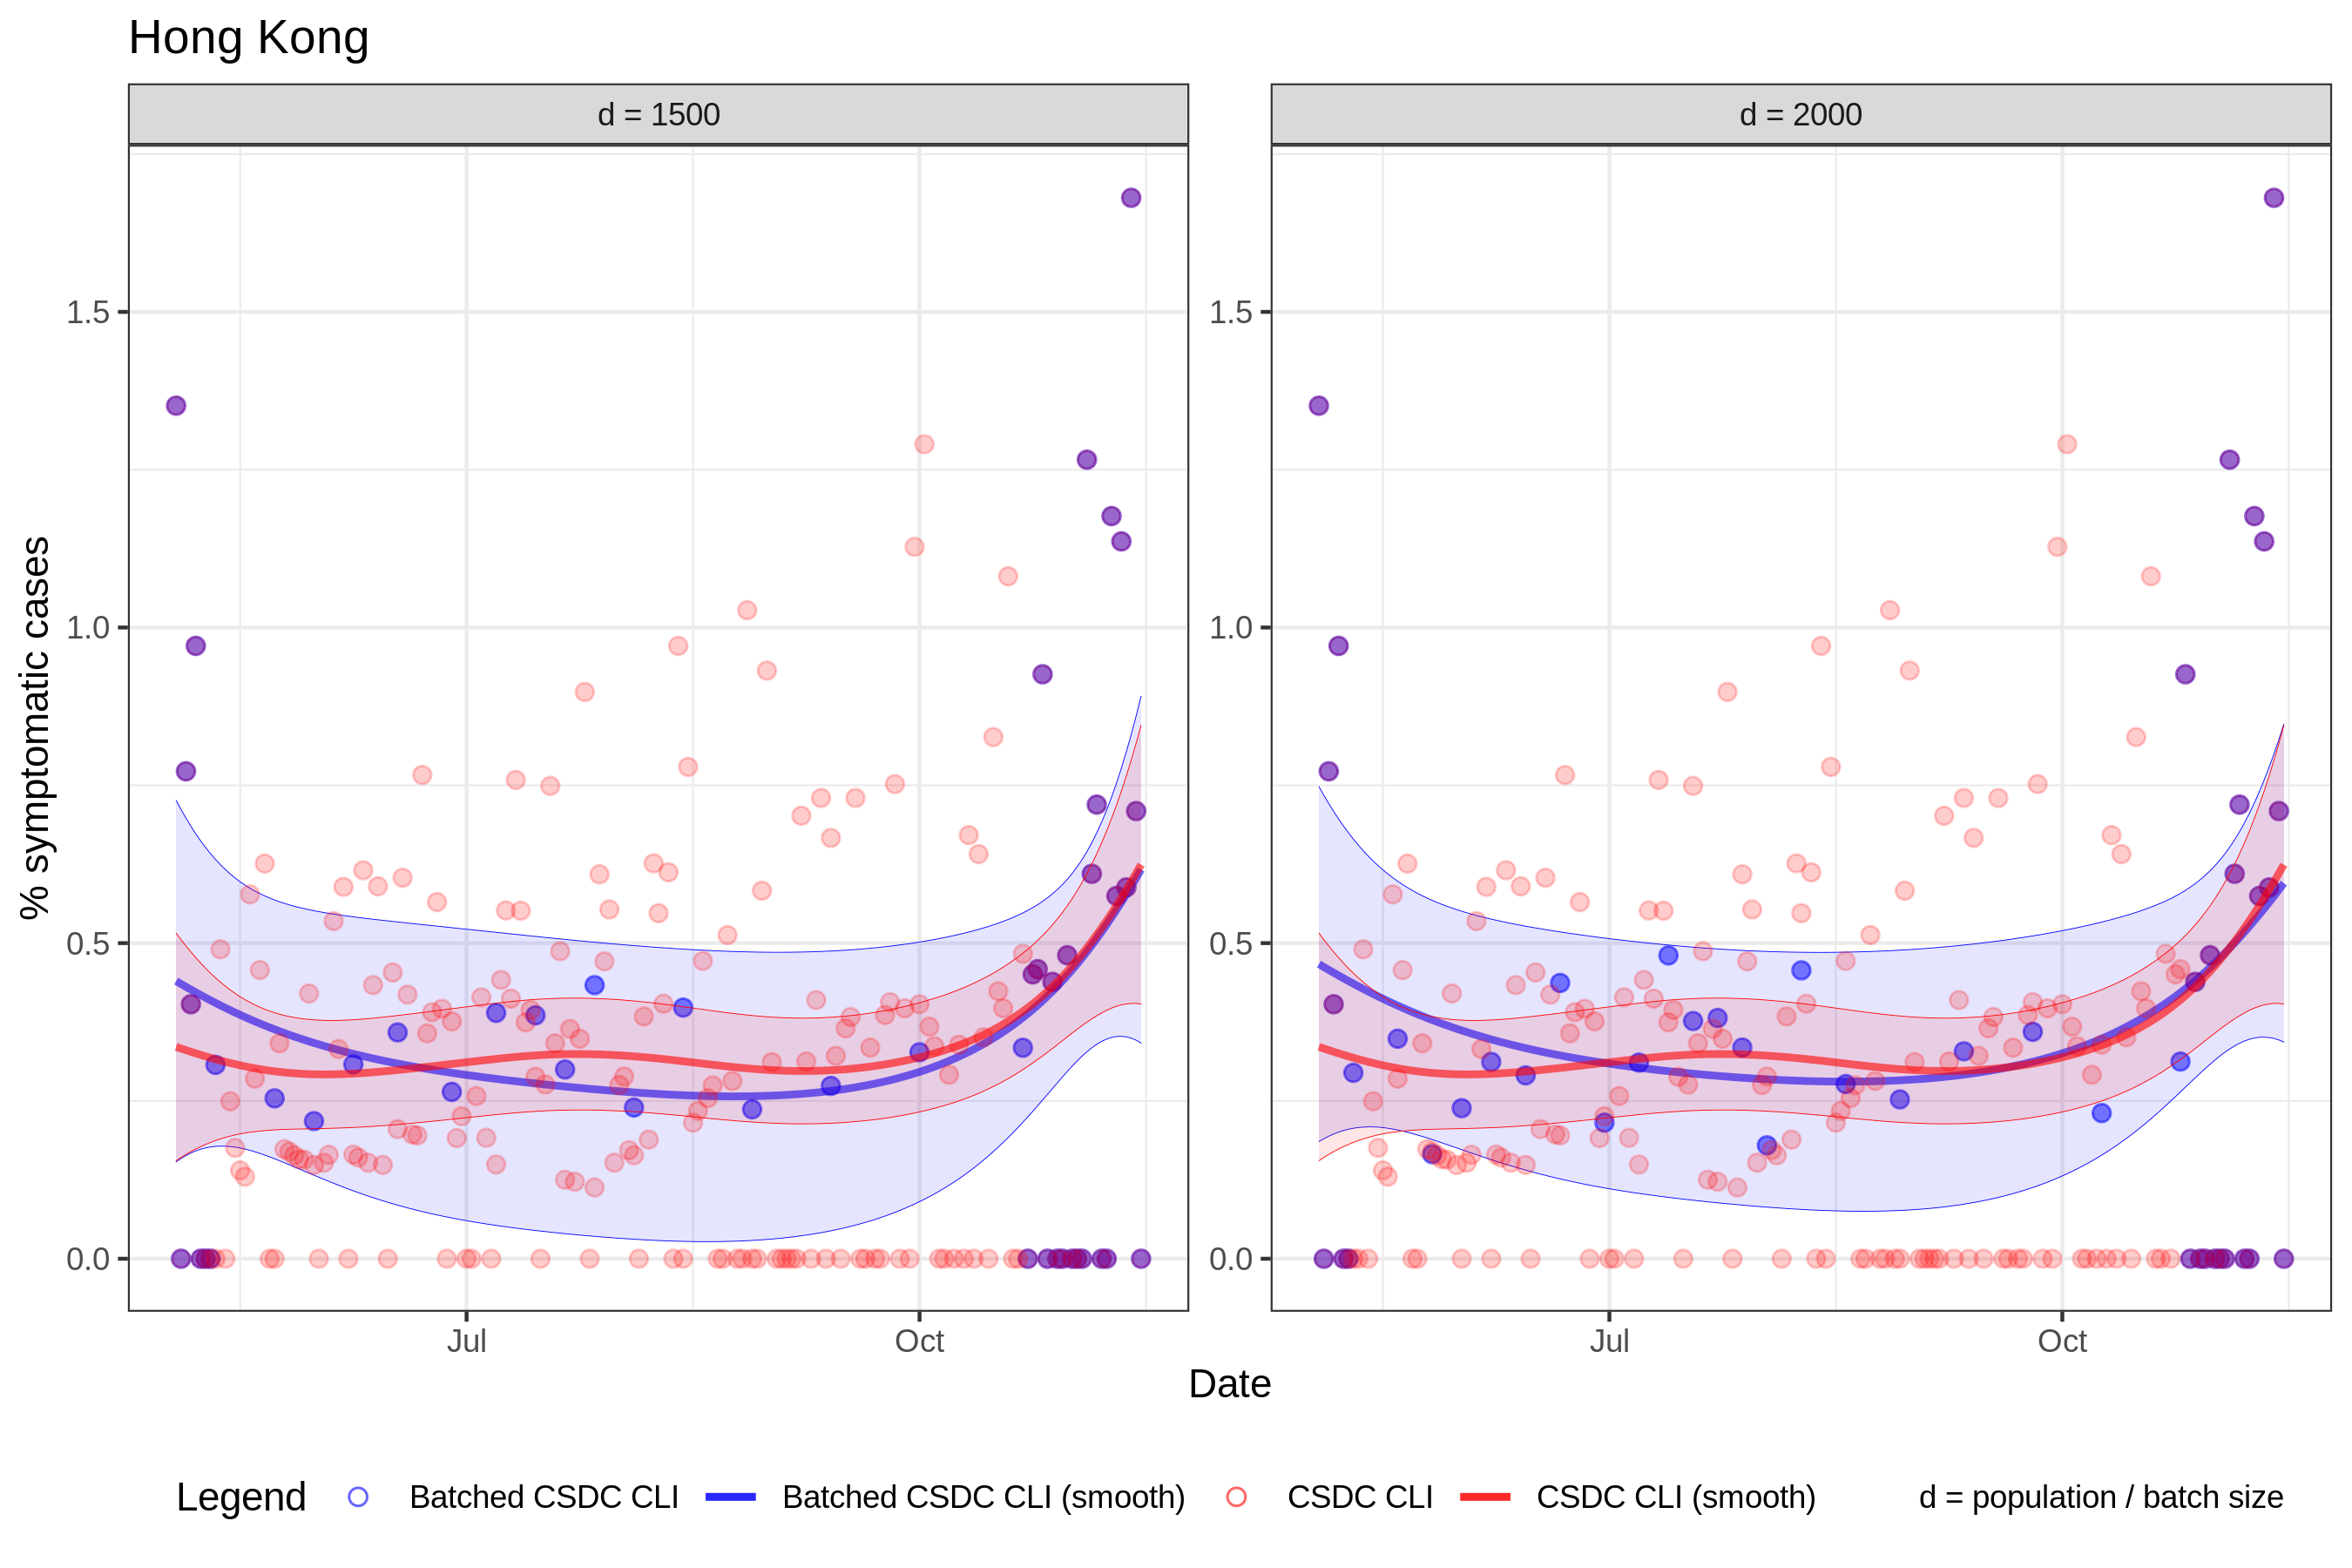 Hong Kong
d = 1500
d = 2000
% symptomatic cases
1.5
1.0
0.5
0.0
1.5
1.0
0.5
0.0
Jul
Oct
Jul
Oct
Date
Legend
Batched CSDC CLI
Batched CSDC CLI (smooth)
CSDC CLI
CSDC CLI (smooth)
d = population / batch size